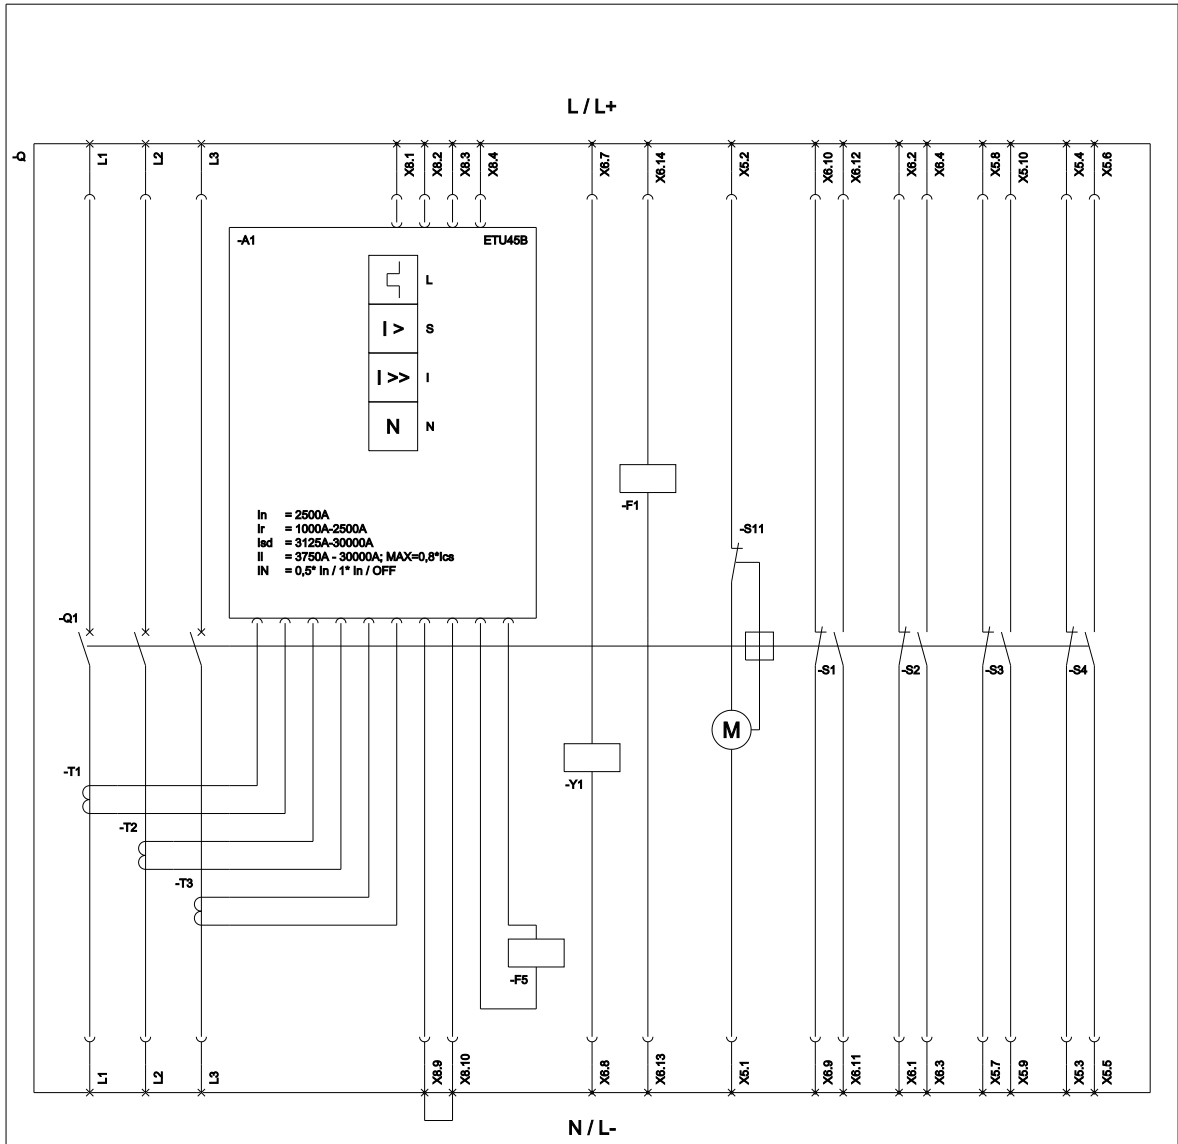 L / L+
-Q
L1
L2
L3
X8.1
X8.2
X8.3
X8.4
X6.7
X6.14
X5.2
X6.10
X6.12
X6.2
X6.4
X5.8
X5.10
X5.4
X5.6
-A1
ETU45B
L
I > S
I >> I
N N
In = 2500A
Ir = 1000A-2500A
Isd = 3125A-30000A
Ii = 3750A - 30000A; MAX=0,8*Ics
IN = 0,5* In / 1* In / OFF
-F1
-S11
-Q1
-S1
-S2
-S3
-S4
M
-T1
-Y1
-T2
-T3
-F5
L1
L2
L3
X8.9
X8.10
X6.8
X6.13
X5.1
X6.9
X6.11
X6.1
X6.3
X5.7
X5.9
X5.3
X5.5
N / L-